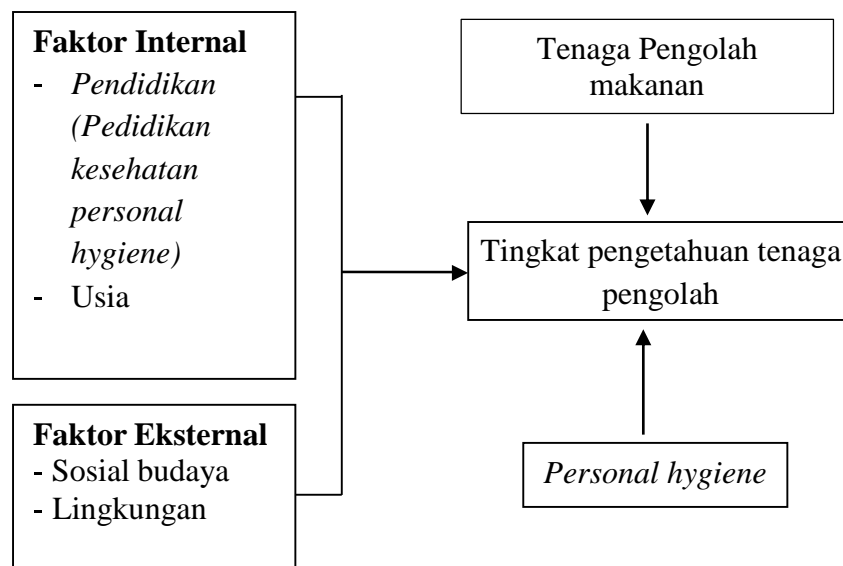 Faktor Internal
- Pendidikan
(Pedidikan
kesehatan
personal
hygiene)
- Usia
Faktor Eksternal
- Sosial budaya
- Lingkungan
Tenaga Pengolah
makanan
Tingkat pengetahuan tenaga
pengolah
Personal hygiene